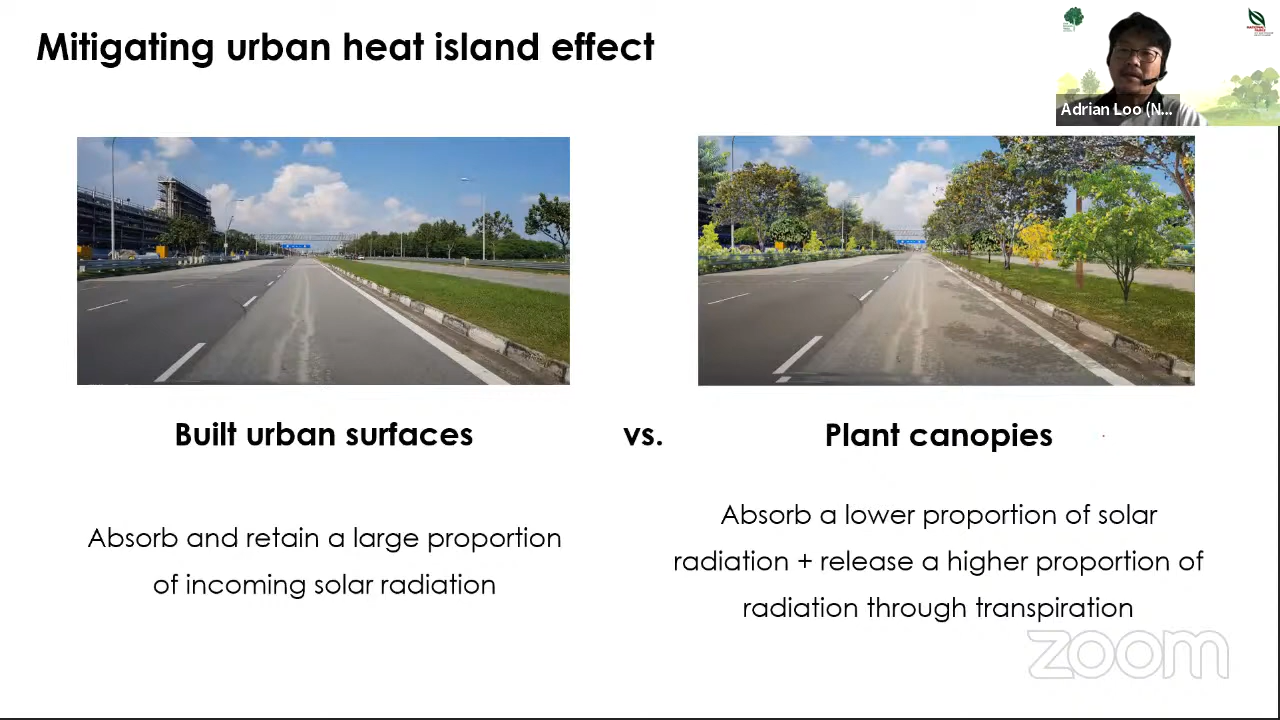 Mitigating urban heat island effect
Adrian Loo (N...
Built urban surfaces
vs.
Plant canopies
Absorb and retain a large proportion
of incoming solar radiation
Absorb a lower proportion of solar
radiation + release a higher proportion of
radiation through transpiration
zoom